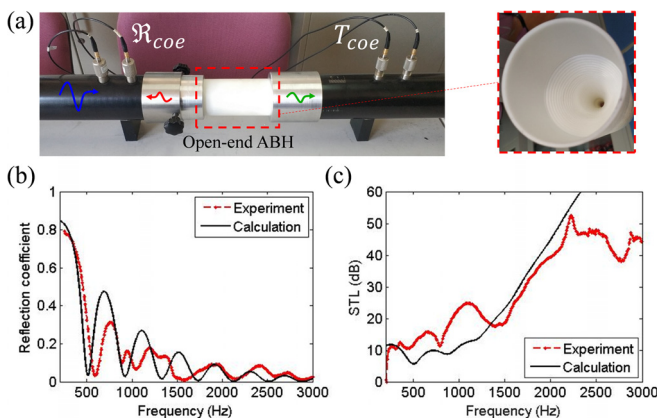 (a)
ℜcoe
Tcoe
Open-end ABH
(b)
1
0.8
0.6
0.4
0.2
0
Reflection coefficient
500 1000 1500 2000 2500 3000
Frequency (Hz)
Experiment
Calculation
(c)
60
50
40
30
20
10
0
STL (dB)
500 1000 1500 2000 2500 3000
Frequency (Hz)
Experiment
Calculation